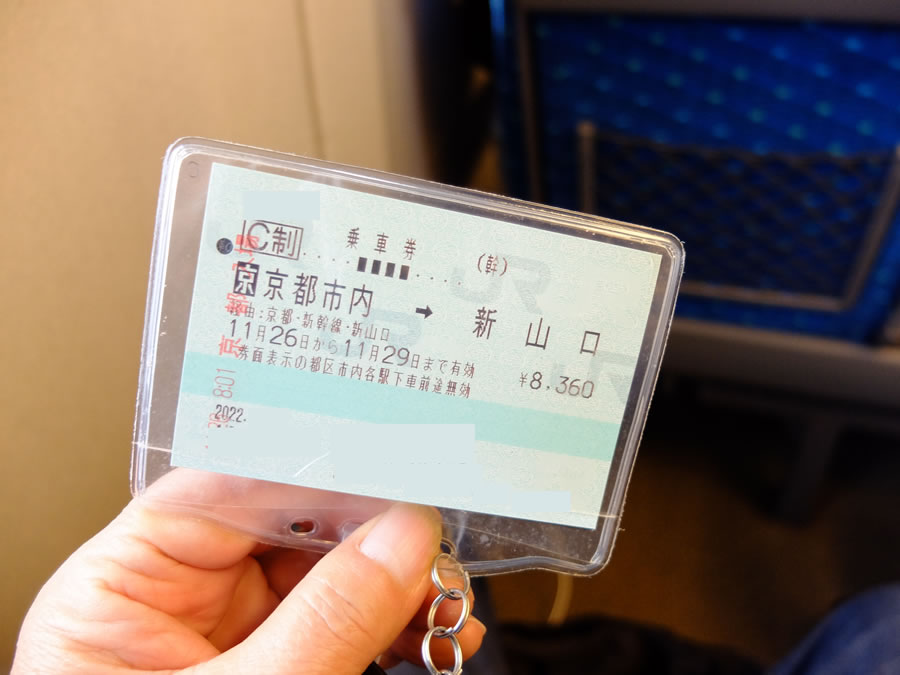 C制
乗車券
(幹)
京 京都市内 ➡ 新山口
経由:京都・新幹線・新山口
11月26日から11月29日まで有効
¥8,360
券面表示の都区市内各駅下車前途無効
2022.
JR
JR